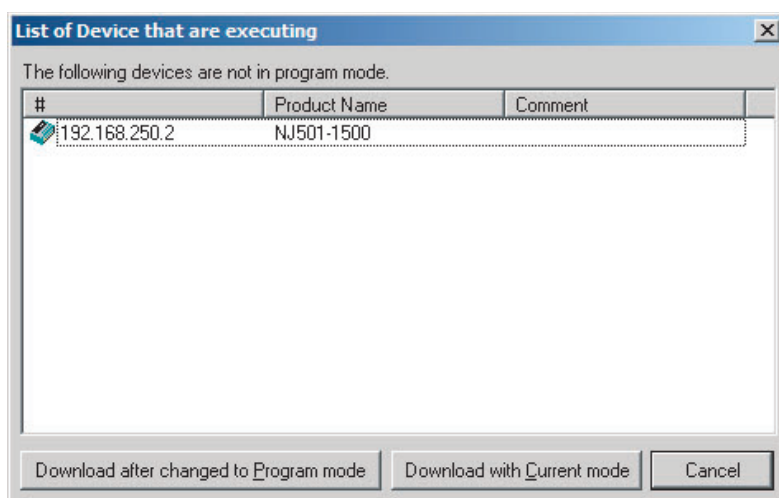 List of Device that are executing
The following devices are not in program mode.
# Product Name Comment
192.168.250.2 NJ501-1500
Download after changed to Program mode Download with Current mode Cancel